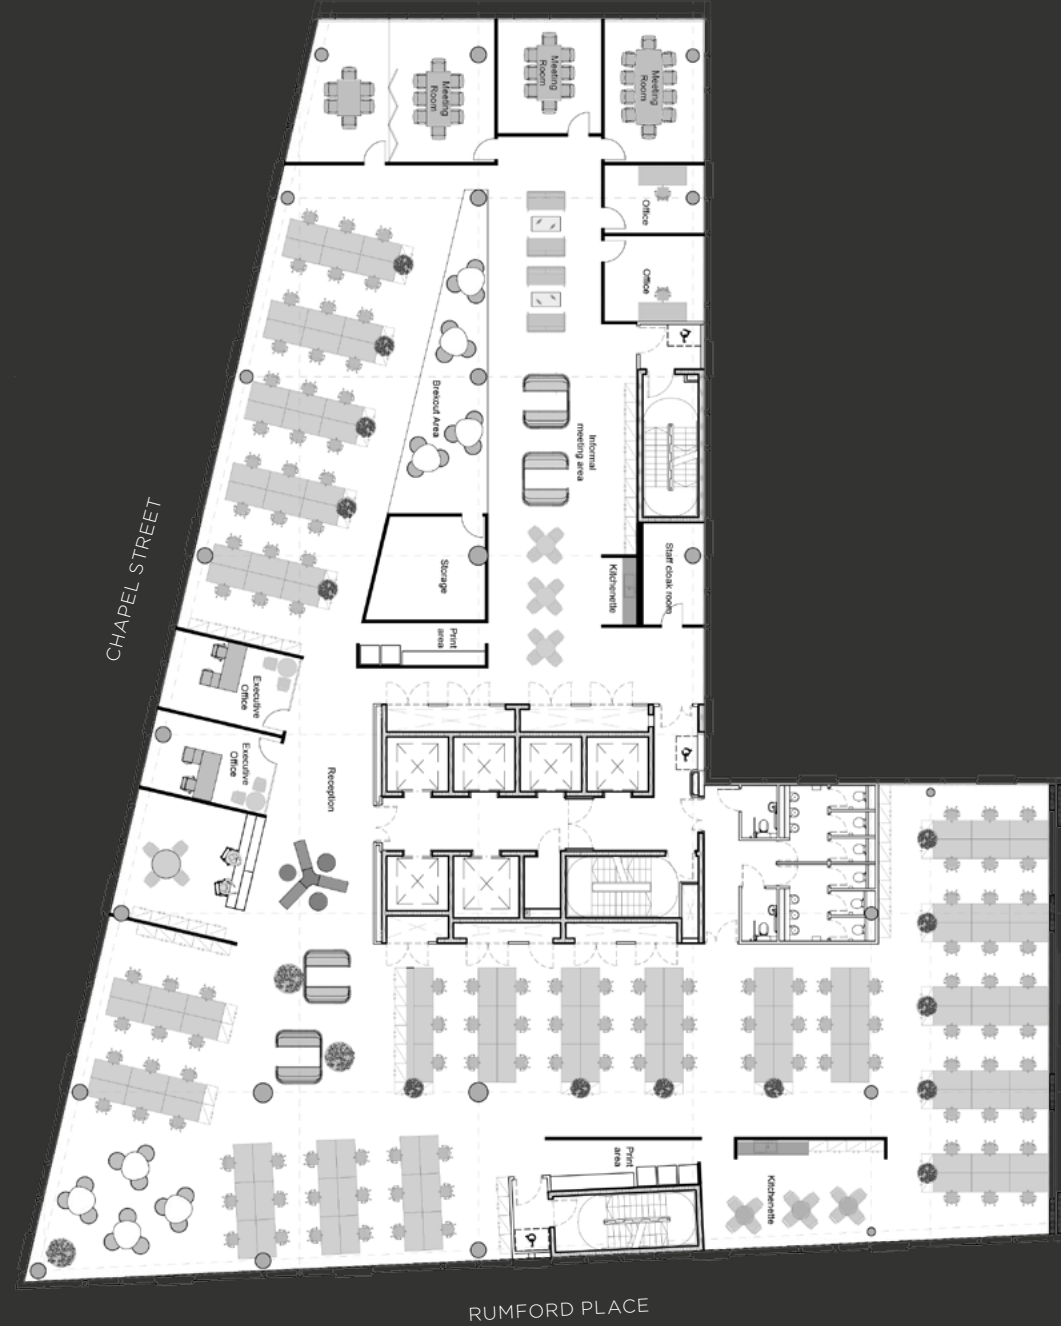 Meeting
Room
Meeting
Room
Meeting
Room
Office
Office
Brekout Area
Informal
meeting area
Storage
Kitchenette
Staff cloak room
Print
area
Executive
Office
Executive
Office
Reception
CHAPEL STREET
Print
area
Kitchenette
RUMFORD PLACE